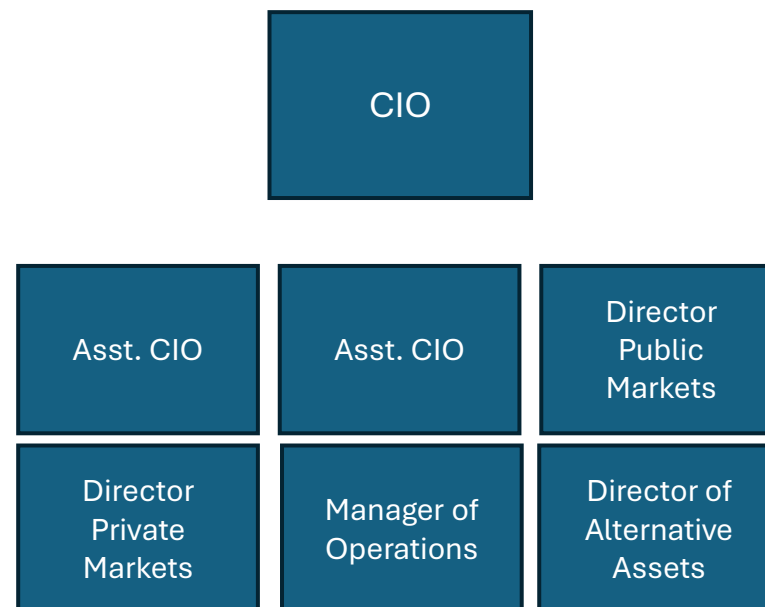 CIO
Asst. CIO
Asst. CIO
Director
Public
Markets
Director
Private
Markets
Manager of
Operations
Director of
Alternative
Assets